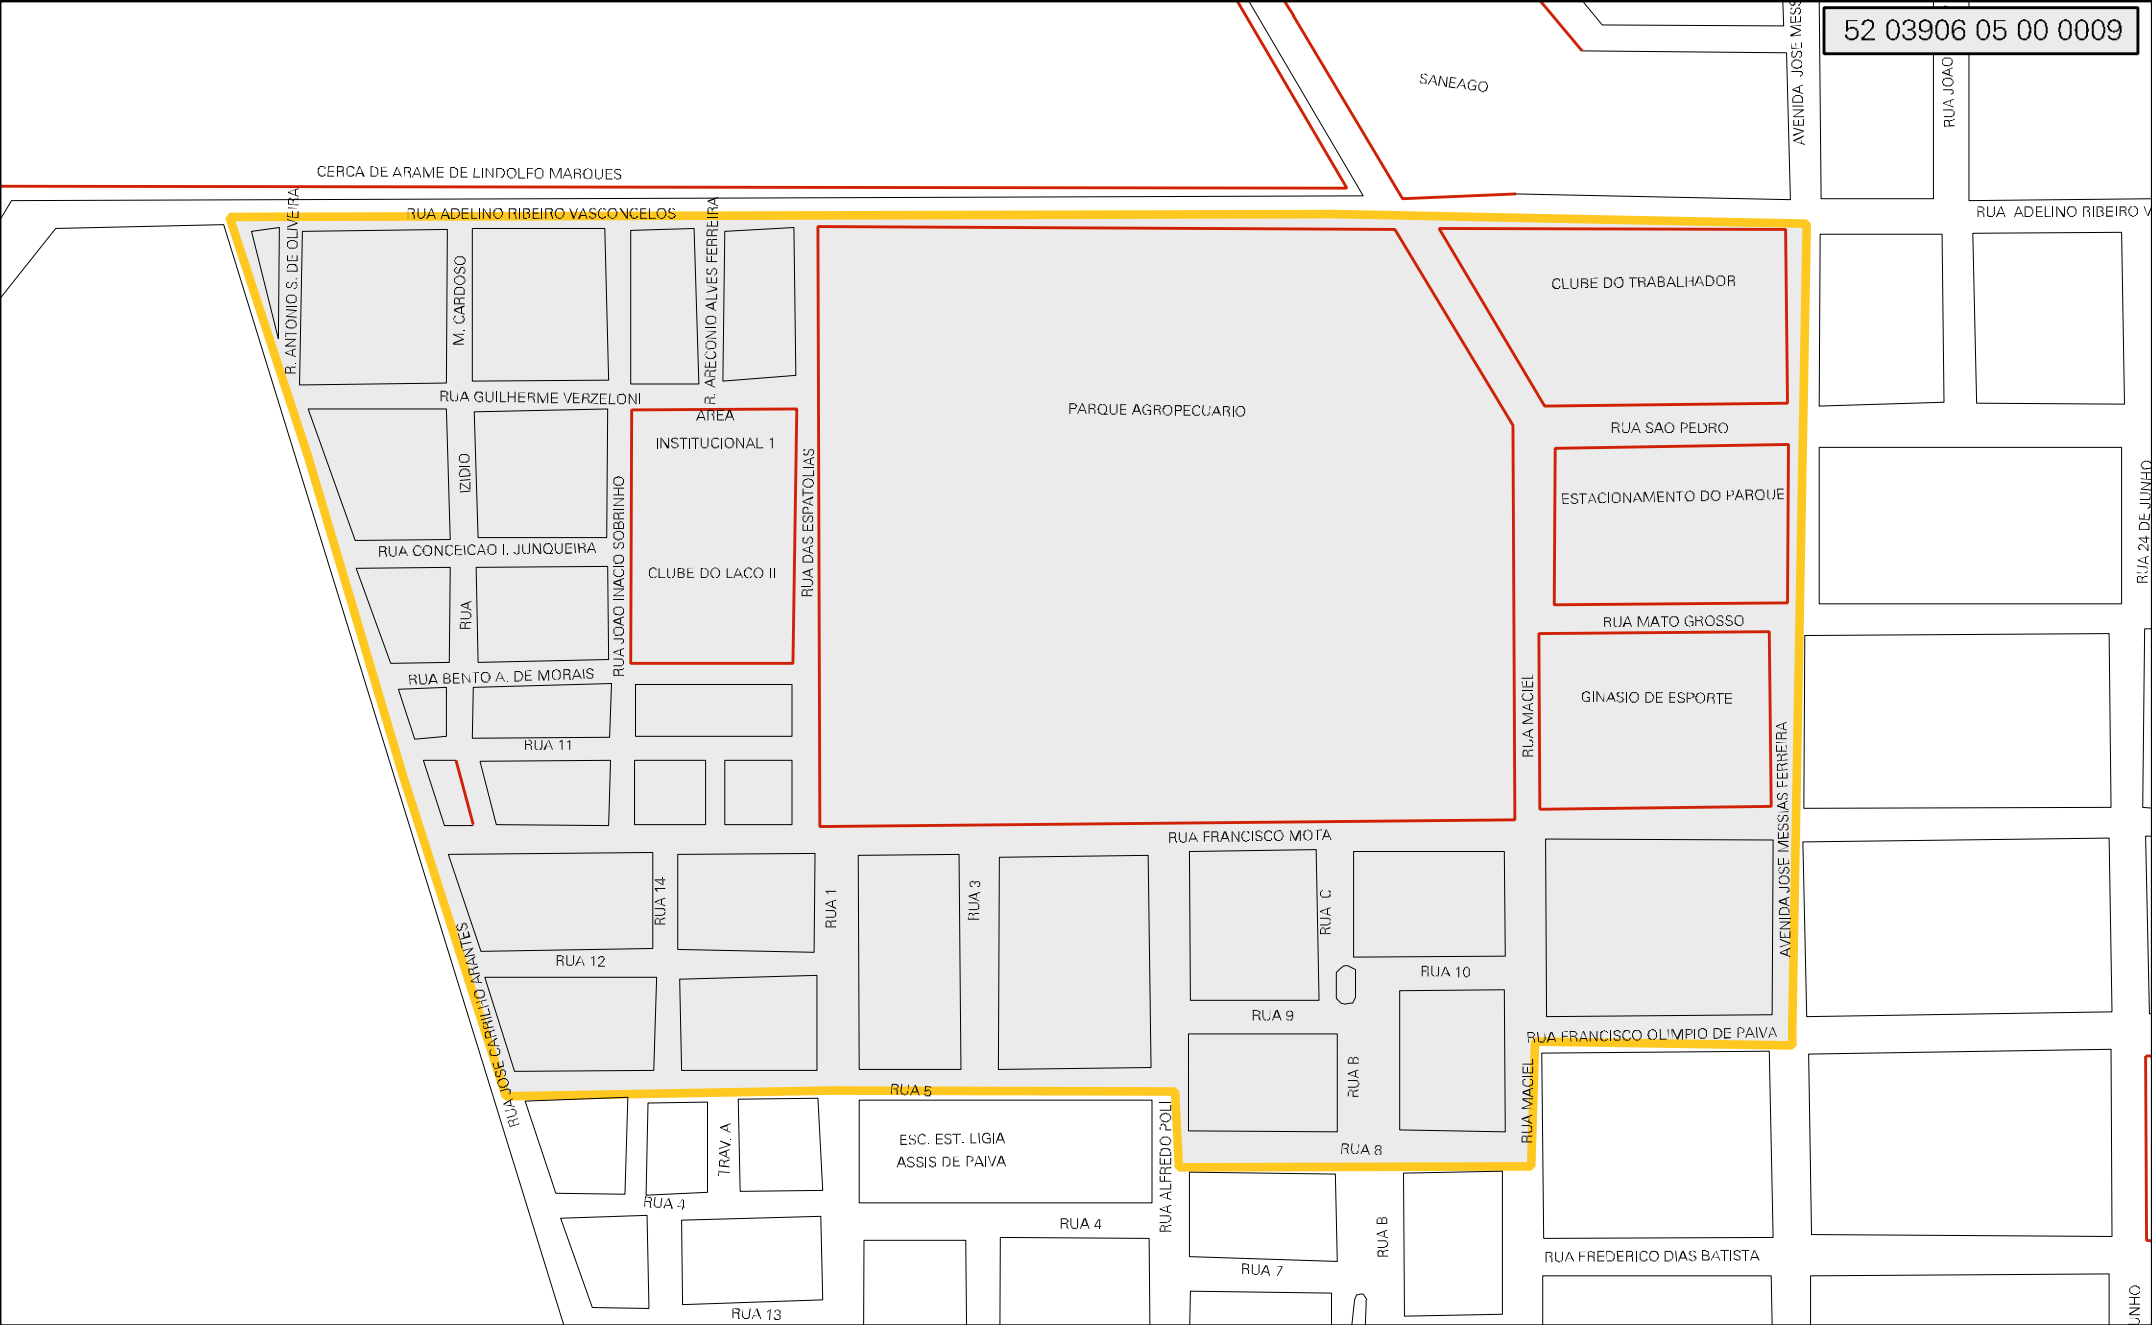 52 03906 05 00 0009
AVENIDA JOSE MESS
RUA JOAO
SANEAGO
CERCA DE ARAME DE LINDOLFO MARQUES
RUA ADELINO RIBEIRO VASCONCELOS
RUA ADELINO RIBEIRO V
R. ANTONIO S. DE OLIVEIRA
M. CARDOSO
R. ARECONIO ALVES FERREIRA
CLUBE DO TRABALHADOR
RUA GUILHERME VERZELONI
AREA
INSTITUCIONAL 1
PARQUE AGROPECUARIO
RUA SAO PEDRO
IZIDIO
RUA JOAO INACIO SOBRINHO
RUA DAS ESPATOLIAS
ESTACIONAMENTO DO PARQUE
RUA 24 DE JUNHO
RUA CONCEICAO I. JUNQUEIRA
CLUBE DO LACO II
RUA
RUA MATO GROSSO
RUA BENTO A. DE MORAIS
RUA MACIEL
GINASIO DE ESPORTE
RUA 11
AVENIDA JOSE MESSIAS FERREIRA
RUA FRANCISCO MOTA
RUA 14
RUA 1
RUA 3
RUA C
RUA 12
RUA 10
RUA JOSE CARRILHO ARANTES
RUA 9
RUA FRANCISCO OLIMPIO DE PAIVA
RUA B
RUA 5
RUA MACIEL
RUA ALFREDO POLI
TRAV. A
ESC. EST. LIGIA
ASSIS DE PAIVA
RUA 8
RUA 4
RUA 4
RUA B
RUA FREDERICO DIAS BATISTA
RUA 7
RUA 13
UNHO